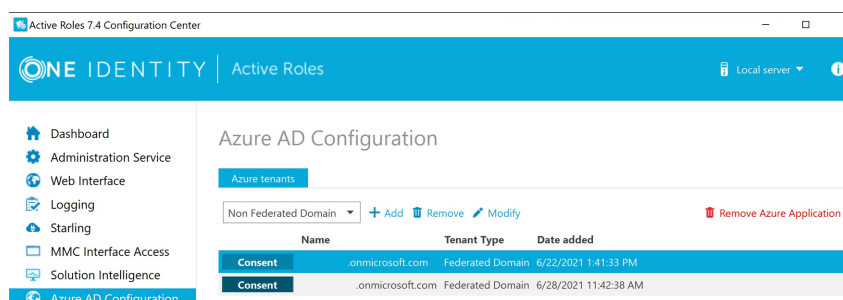 Active Roles 7.4 Configuration Center
ONE IDENTITY Active Roles Local server
Dashboard
Azure AD Configuration
Administration Service
Web Interface
Azure tenants
Logging
Non Federated Domain Add Remove Modify Remove Azure Application
Starling
Name Tenant Type Date added
MMC Interface Access
Consent .onmicrosoft.com Federated Domain 6/22/2021 1:41:33 PM
Solution Intelligence
Consent .onmicrosoft.com Federated Domain 6/28/2021 11:42:38 AM
Azure AD Configuration